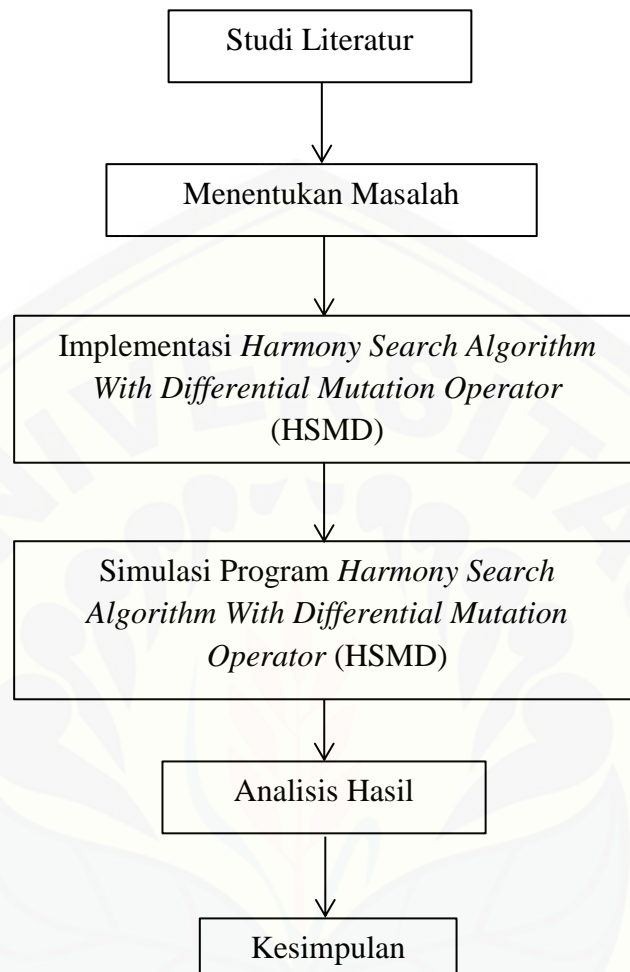 Studi Literatur
Menentukan Masalah
Implementasi Harmony Search Algorithm
With Differential Mutation Operator
(HSMD)
Simulasi Program Harmony Search
Algorithm With Differential Mutation
Operator (HSMD)
Analisis Hasil
Kesimpulan